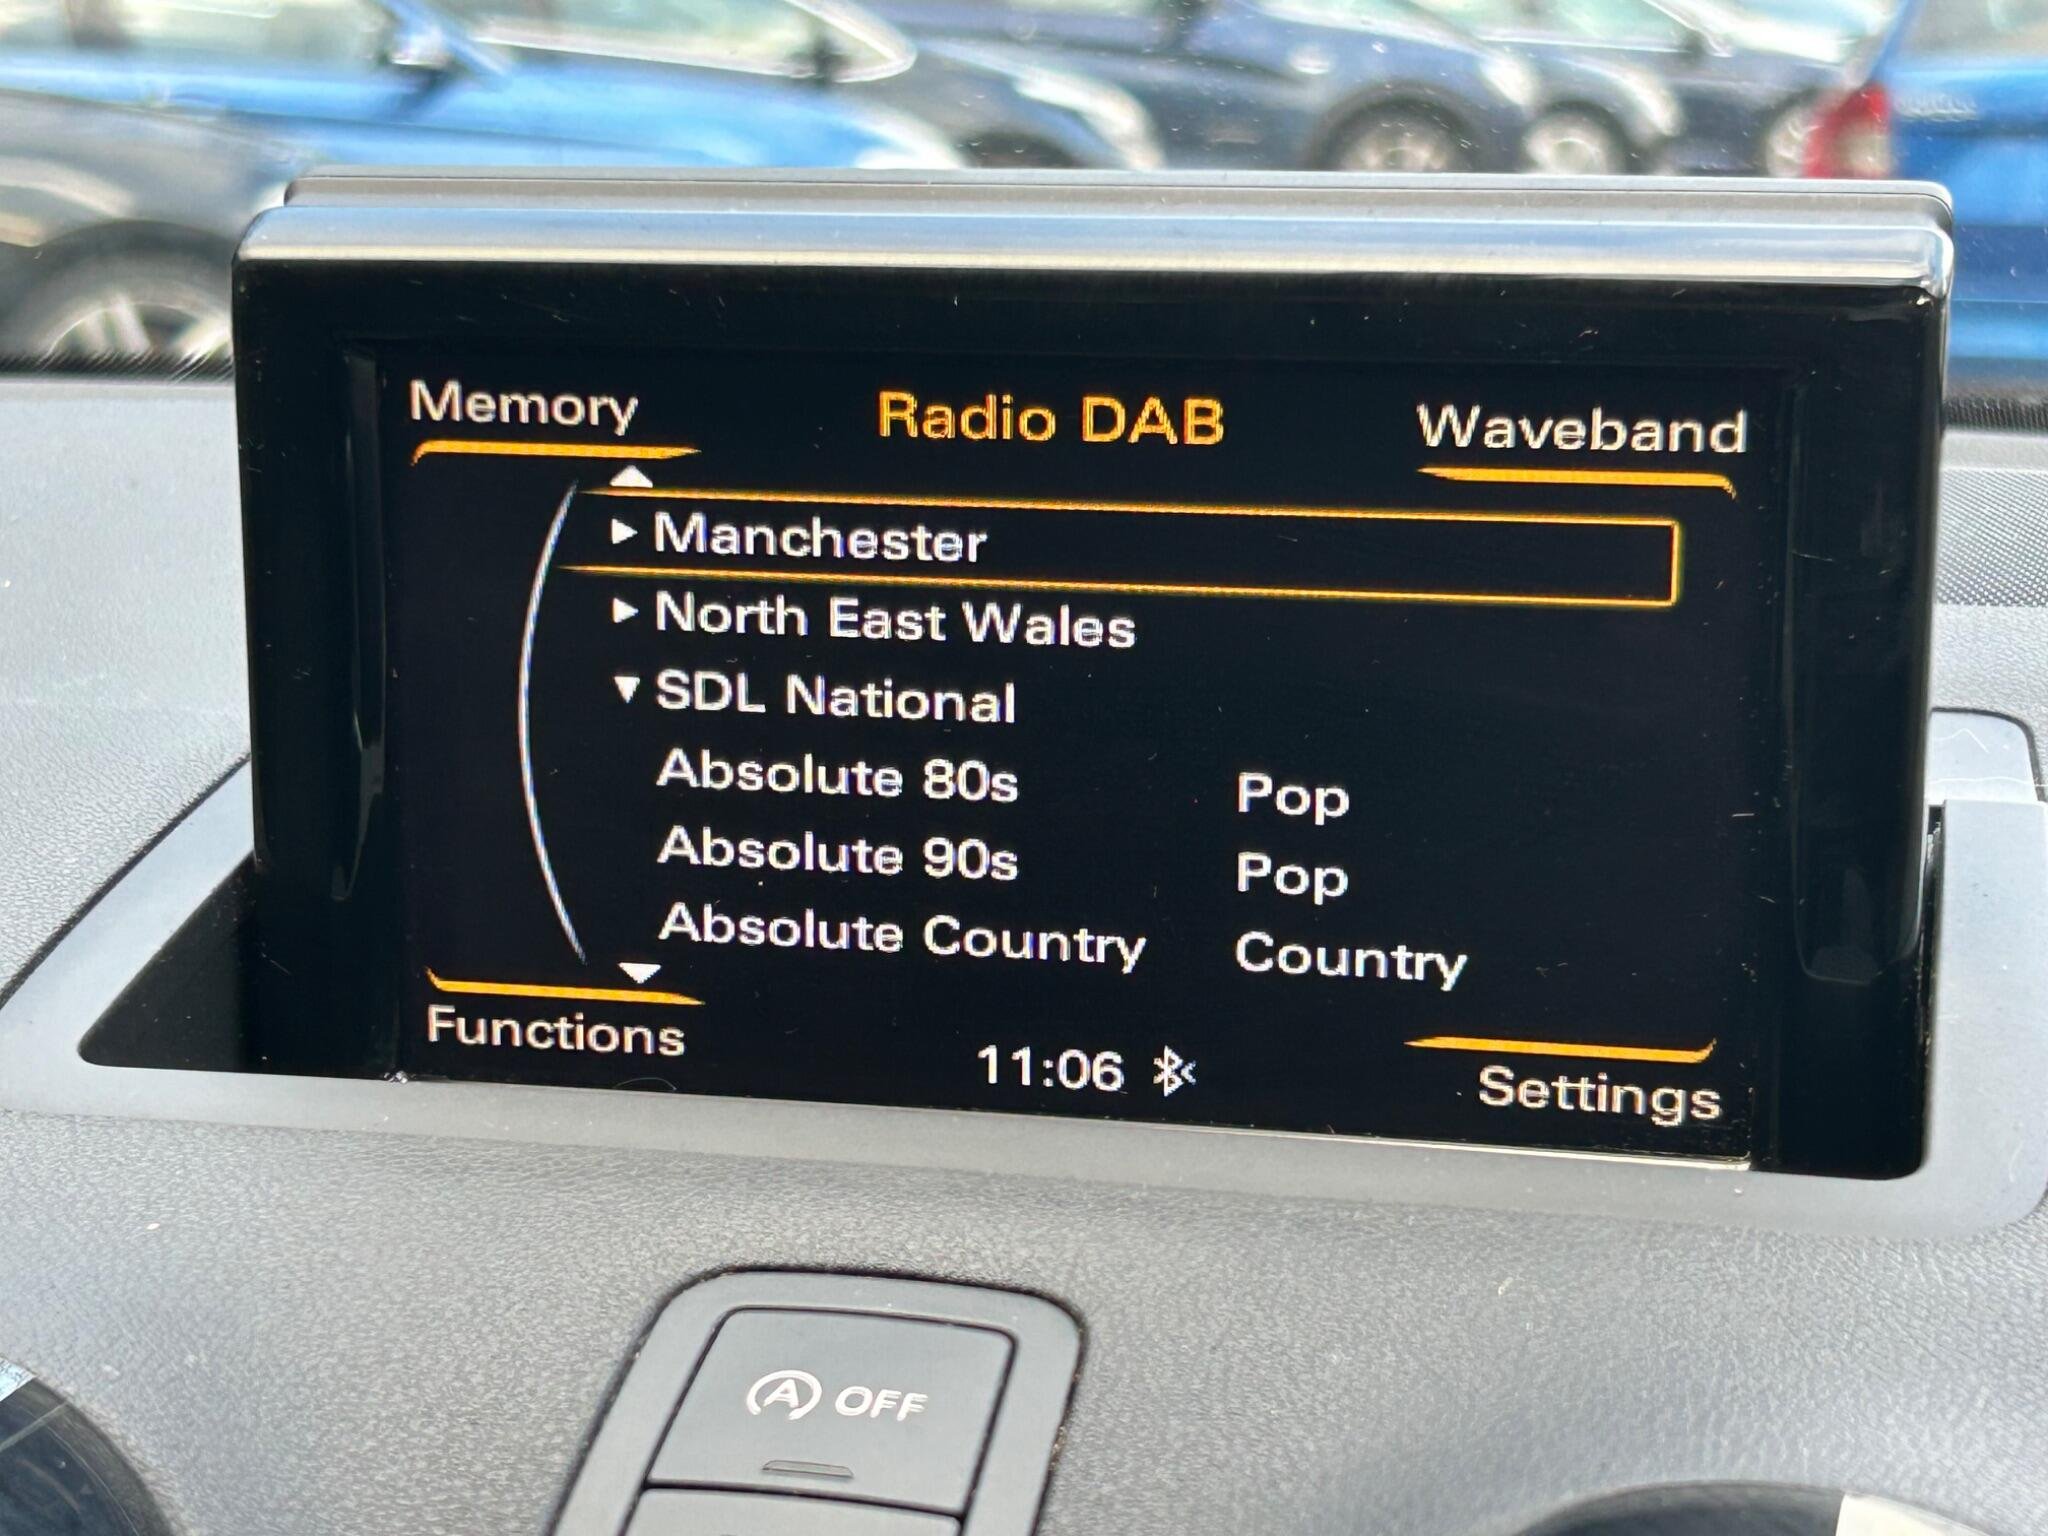 Memory
Radio DAB
Waveband
Manchester
North East Wales
SDL National
Absolute 80s Pop
Absolute 90s Pop
Absolute Country Country
Functions
11:06
Settings
A OFF